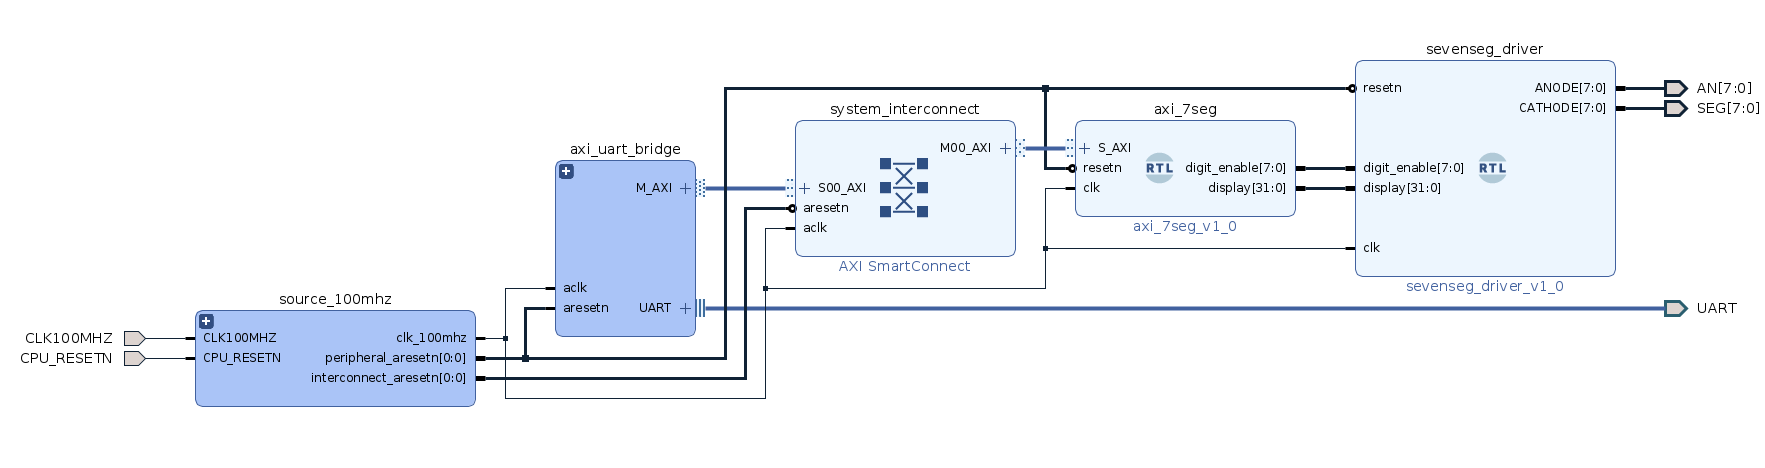 CLK100MHZ
CPU_RESETN
source_100mhz
CLK100MHZ
CPU_RESETN
clk_100mhz
peripheral_aresetn[0:0]
interconnect_aresetn[0:0]
axi_uart_bridge
M_AXI
aclk
aresetn
UART
system_interconnect
S00_AXI
aresetn
aclk
M00_AXI
AXI SmartConnect
axi_7seg
S_AXI
resetn
clk
RTL
digit_enable[7:0]
display[31:0]
axi_7seg_v1_0
sevenseg_driver
resetn
digit_enable[7:0]
display[31:0]
clk
RTL
ANODE[7:0]
CATHODE[7:0]
sevenseg_driver_v1_0
AN[7:0]
SEG[7:0]
UART